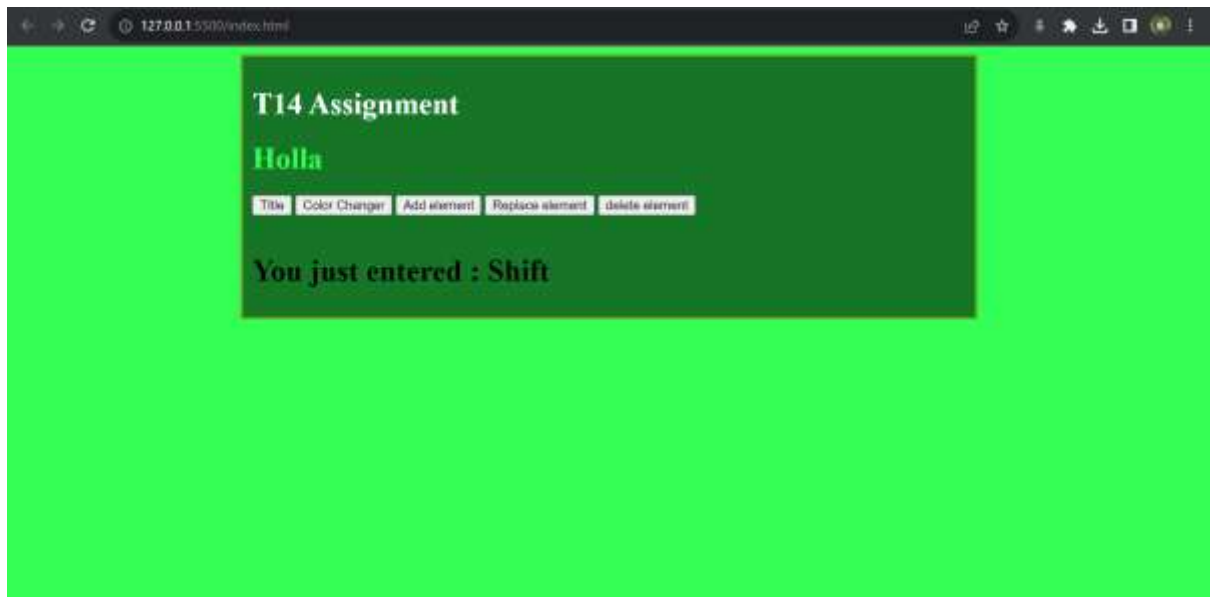 127.0.0.1:5500/index.html
T14 Assignment
Holla
Title Color Changer Add element Replace element delete element
You just entered : Shift